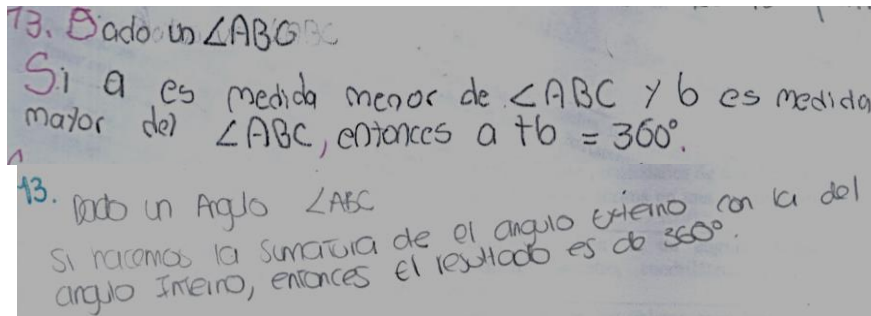 13. Dado un ∠ABC
Si a es medida menor de ∠ABC y b es medida
mayor del ∠ABC, entonces a + b = 360°.
13. Dado un Aglo ∠ABC
Si hacemos la sumatoria de el angulo externo con la del
angulo Interno, entonces El resultado es do 360°.